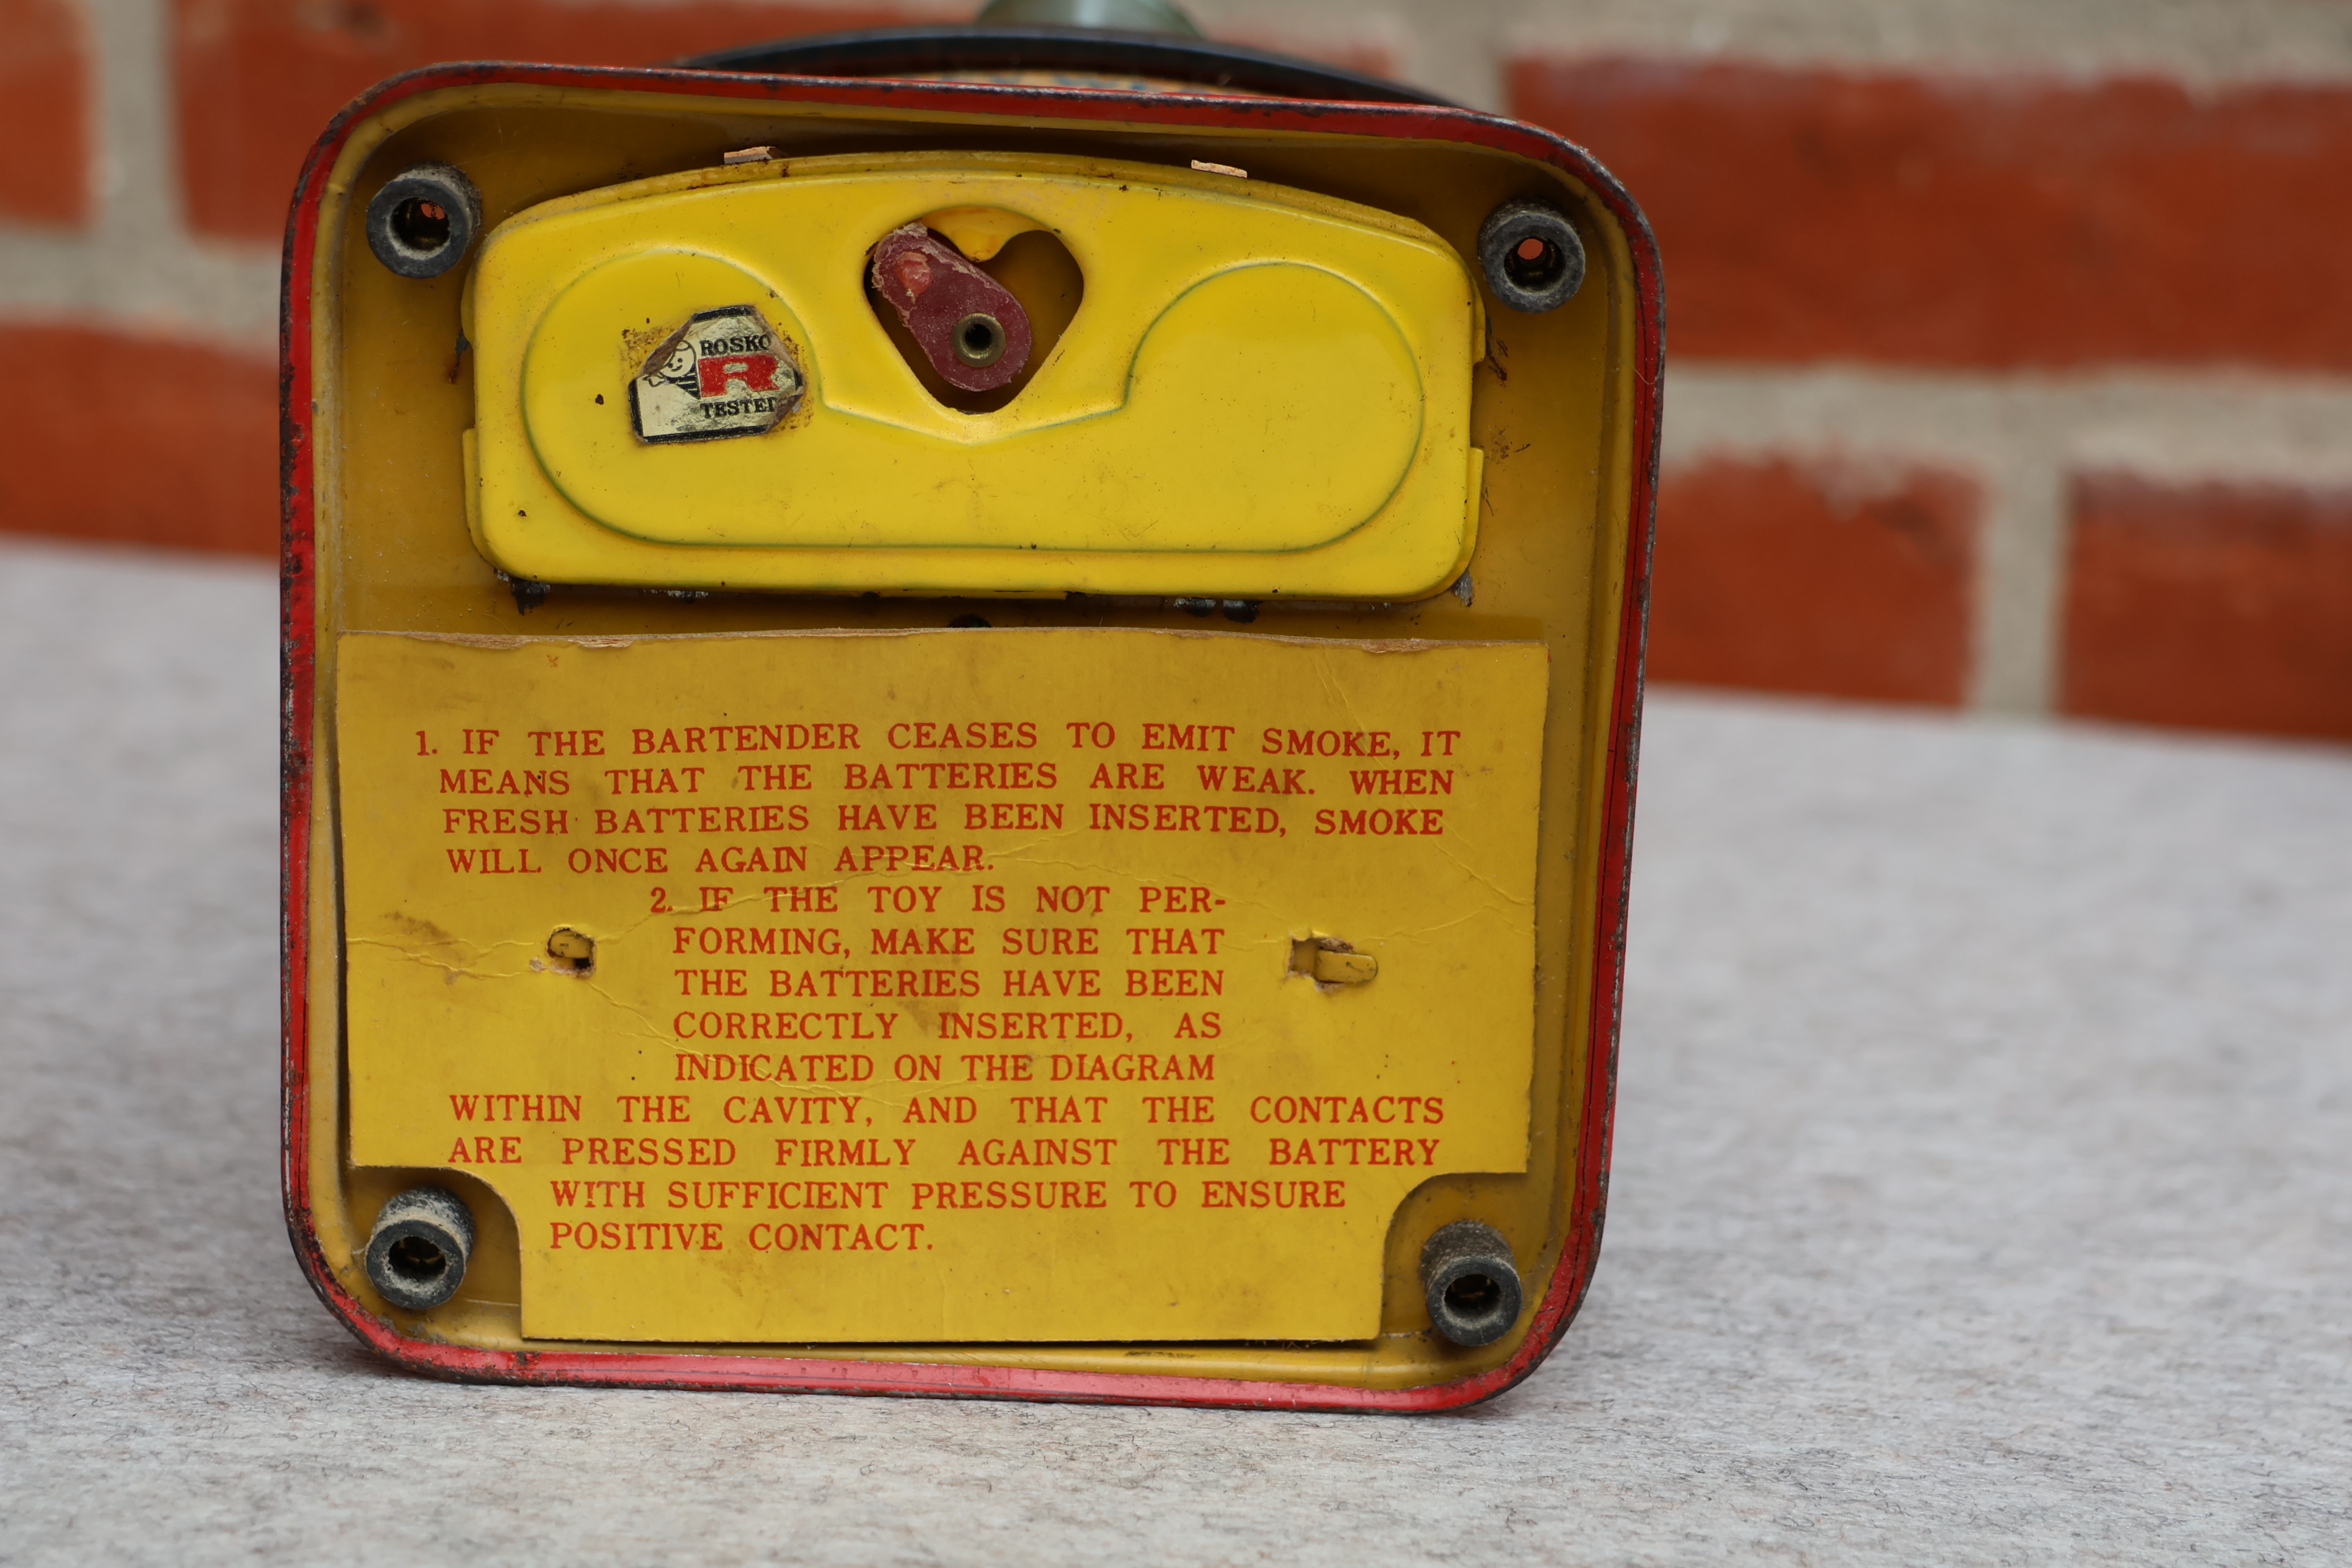 ROSKO
R
TESTED
1. IF THE BARTENDER CEASES TO EMIT SMOKE, IT
MEANS THAT THE BATTERIES ARE WEAK. WHEN
FRESH BATTERIES HAVE BEEN INSERTED, SMOKE
WILL ONCE AGAIN APPEAR.
2. IF THE TOY IS NOT PER-
FORMING, MAKE SURE THAT
THE BATTERIES HAVE BEEN
CORRECTLY INSERTED, AS
INDICATED ON THE DIAGRAM
WITHIN THE CAVITY, AND THAT THE CONTACTS
ARE PRESSED FIRMLY AGAINST THE BATTERY
WITH SUFFICIENT PRESSURE TO ENSURE
POSITIVE CONTACT.